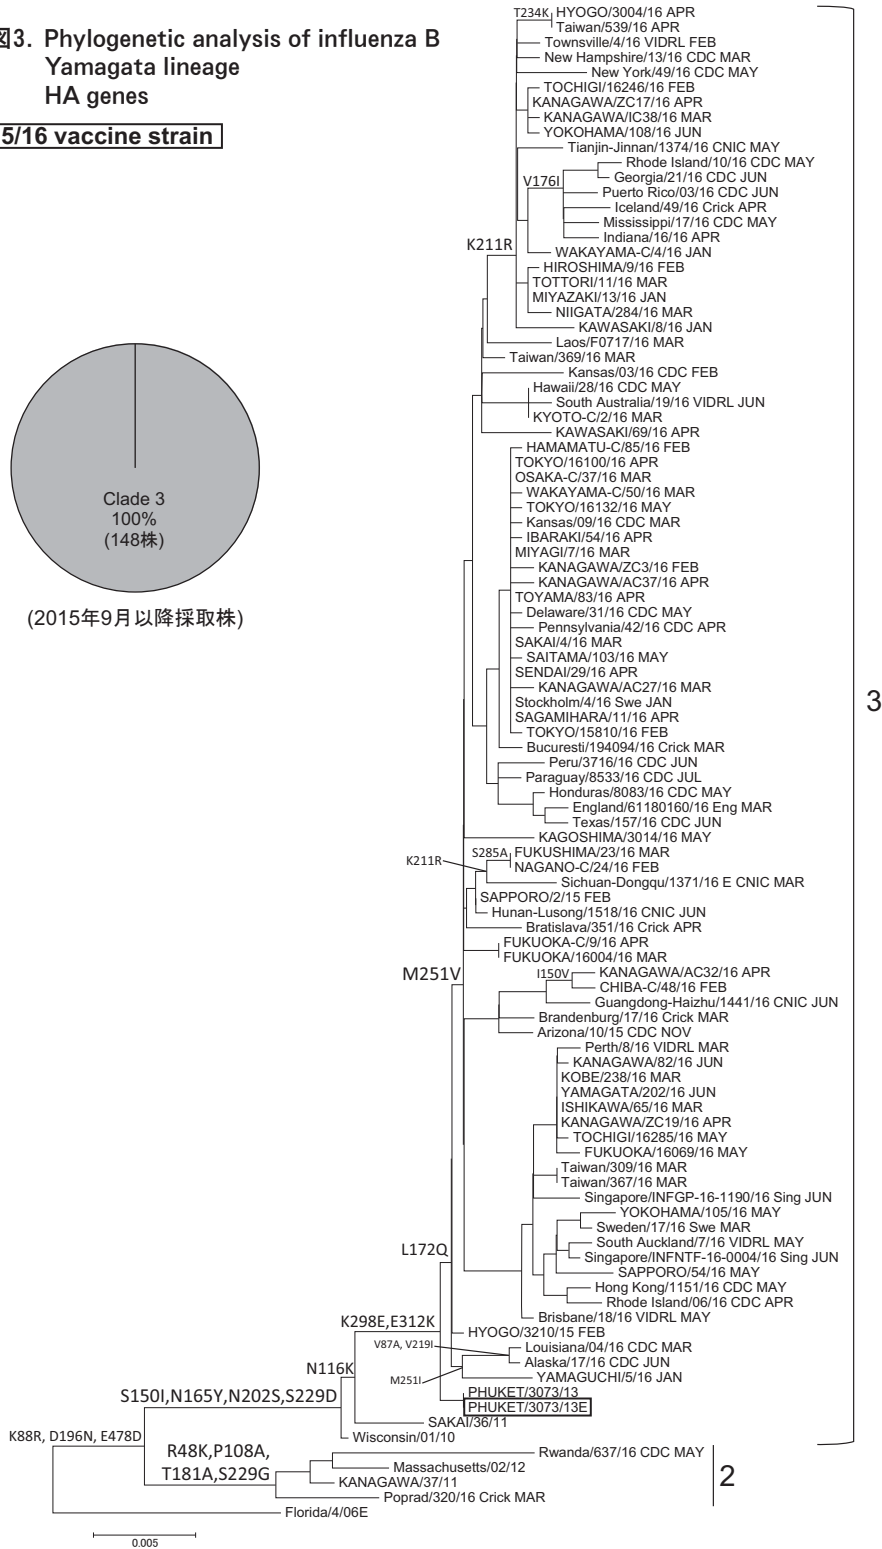 図3. Phylogenetic analysis of influenza B
Yamagata lineage
HA genes
5/16 vaccine strain
Clade 3
100%
(148株)
(2015年9月以降採取株)
T234K
HYOGO/3004/16 APR
Taiwan/539/16 APR
Townsville/4/16 VIDRL FEB
New Hampshire/13/16 CDC MAR
New York/49/16 CDC MAY
TOCHIGI/16246/16 FEB
KANAGAWA/ZC17/16 APR
KANAGAWA/IC38/16 MAR
YOKOHAMA/108/16 JUN
Tianjin-Jinnan/1374/16 CNIC MAY
Rhode Island/10/16 CDC MAY
Georgia/21/16 CDC JUN
V176I
Puerto Rico/03/16 CDC JUN
Iceland/49/16 Crick APR
Mississippi/17/16 CDC MAY
Indiana/16/16 APR
K211R
WAKAYAMA-C/4/16 JAN
HIROSHIMA/9/16 FEB
TOTTORI/11/16 MAR
MIYAZAKI/13/16 JAN
NIIGATA/284/16 MAR
KAWASAKI/8/16 JAN
Laos/F0717/16 MAR
Taiwan/369/16 MAR
Kansas/03/16 CDC FEB
Hawaii/28/16 CDC MAY
South Australia/19/16 VIDRL JUN
KYOTO-C/2/16 MAR
KAWASAKI/69/16 APR
HAMAMATU-C/85/16 FEB
TOKYO/16100/16 APR
OSAKA-C/37/16 MAR
WAKAYAMA-C/50/16 MAR
TOKYO/16132/16 MAY
Kansas/09/16 CDC MAR
IBARAKI/54/16 APR
MIYAGI/7/16 MAR
KANAGAWA/ZC3/16 FEB
KANAGAWA/AC37/16 APR
TOYAMA/83/16 APR
Delaware/31/16 CDC MAY
Pennsylvania/42/16 CDC APR
SAKAI/4/16 MAR
SAITAMA/103/16 MAY
SENDAI/29/16 APR
KANAGAWA/AC27/16 MAR
Stockholm/4/16 Swe JAN
3
SAGAMIHARA/11/16 APR
TOKYO/15810/16 FEB
Bucuresti/194094/16 Crick MAR
Peru/3716/16 CDC JUN
Paraguay/8533/16 CDC JUL
Honduras/8083/16 CDC MAY
England/61180160/16 Eng MAR
Texas/157/16 CDC JUN
KAGOSHIMA/3014/16 MAY
K211R
S285A
FUKUSHIMA/23/16 MAR
NAGANO-C/24/16 FEB
Sichuan-Dongqu/1371/16 E CNIC MAR
SAPPORO/2/15 FEB
Hunan-Lusong/1518/16 CNIC JUN
Bratislava/351/16 Crick APR
FUKUOKA-C/9/16 APR
FUKUOKA/16004/16 MAR
M251V
I150V
KANAGAWA/AC32/16 APR
CHIBA-C/48/16 FEB
Guangdong-Haizhu/1441/16 CNIC JUN
Brandenburg/17/16 Crick MAR
Arizona/10/15 CDC NOV
Perth/8/16 VIDRL MAR
KANAGAWA/82/16 JUN
KOBE/238/16 MAR
YAMAGATA/202/16 JUN
ISHIKAWA/65/16 MAR
KANAGAWA/ZC19/16 APR
TOCHIGI/16285/16 MAY
FUKUOKA/16069/16 MAY
Taiwan/309/16 MAR
Taiwan/367/16 MAR
Singapore/INFGP-16-1190/16 Sing JUN
YOKOHAMA/105/16 MAY
Sweden/17/16 Swe MAR
South Auckland/7/16 VIDRL MAY
L172Q
Singapore/INFNTF-16-0004/16 Sing JUN
SAPPORO/54/16 MAY
Hong Kong/1151/16 CDC MAY
Rhode Island/06/16 CDC APR
Brisbane/18/16 VIDRL MAY
K298E,E312K
HYOGO/3210/15 FEB
V87A, V219I
Louisiana/04/16 CDC MAR
Alaska/17/16 CDC JUN
N116K
M251I
YAMAGUCHI/5/16 JAN
PHUKET/3073/13
S150I,N165Y,N202S,S229D
PHUKET/3073/13E
SAKAI/36/11
K88R, D196N, E478D
Wisconsin/01/10
R48K,P108A,
T181A,S229G
Rwanda/637/16 CDC MAY
Massachusetts/02/12
2
KANAGAWA/37/11
Poprad/320/16 Crick MAR
Florida/4/06E
0.005